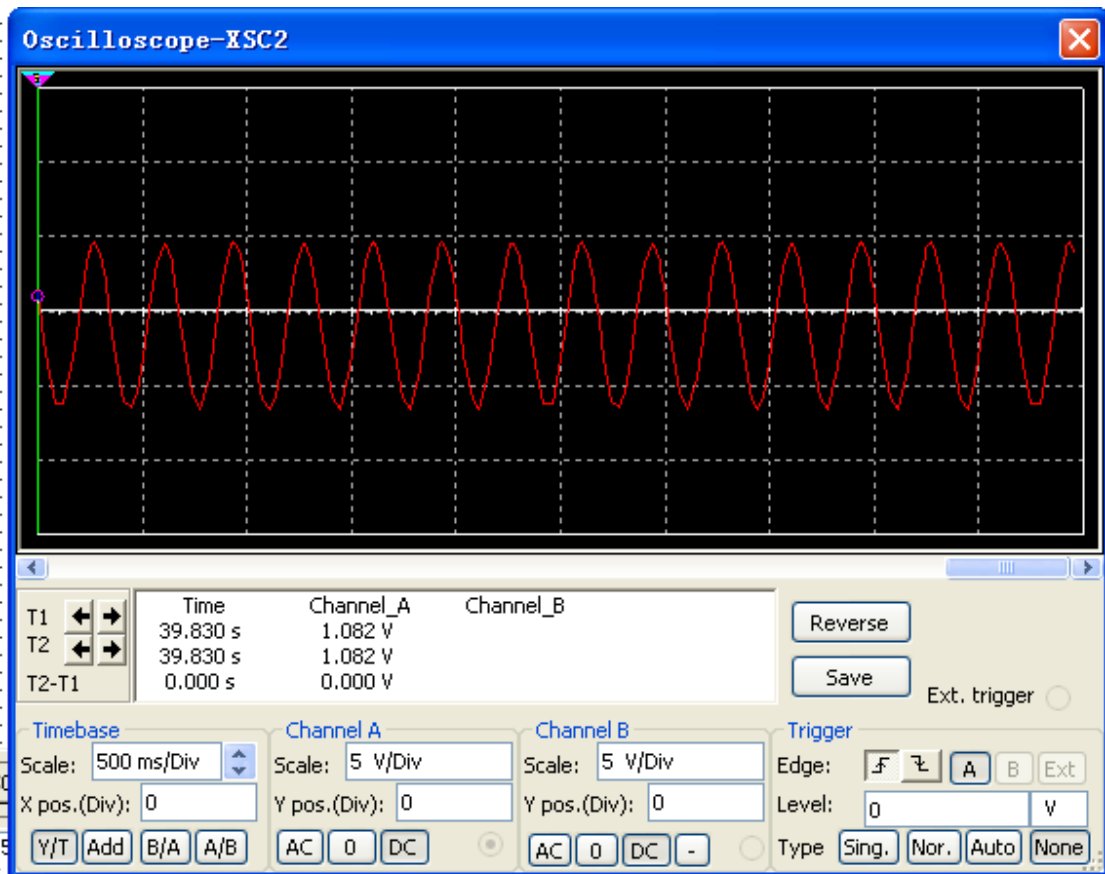 Oscilloscope-XSC2
Time Channel_A Channel_B
T1 39.830 s 1.082 V
T2 39.830 s 1.082 V
T2-T1 0.000 s 0.000 V
Reverse
Save
Ext. trigger
Timebase
Scale: 500 ms/Div
X pos.(Div): 0
Y/T Add B/A A/B
Channel A
Scale: 5 V/Div
Y pos.(Div): 0
AC 0 DC
Channel B
Scale: 5 V/Div
Y pos.(Div): 0
AC 0 DC -
Trigger
Edge: A B Ext
Level: 0 V
Type Sing. Nor. Auto None